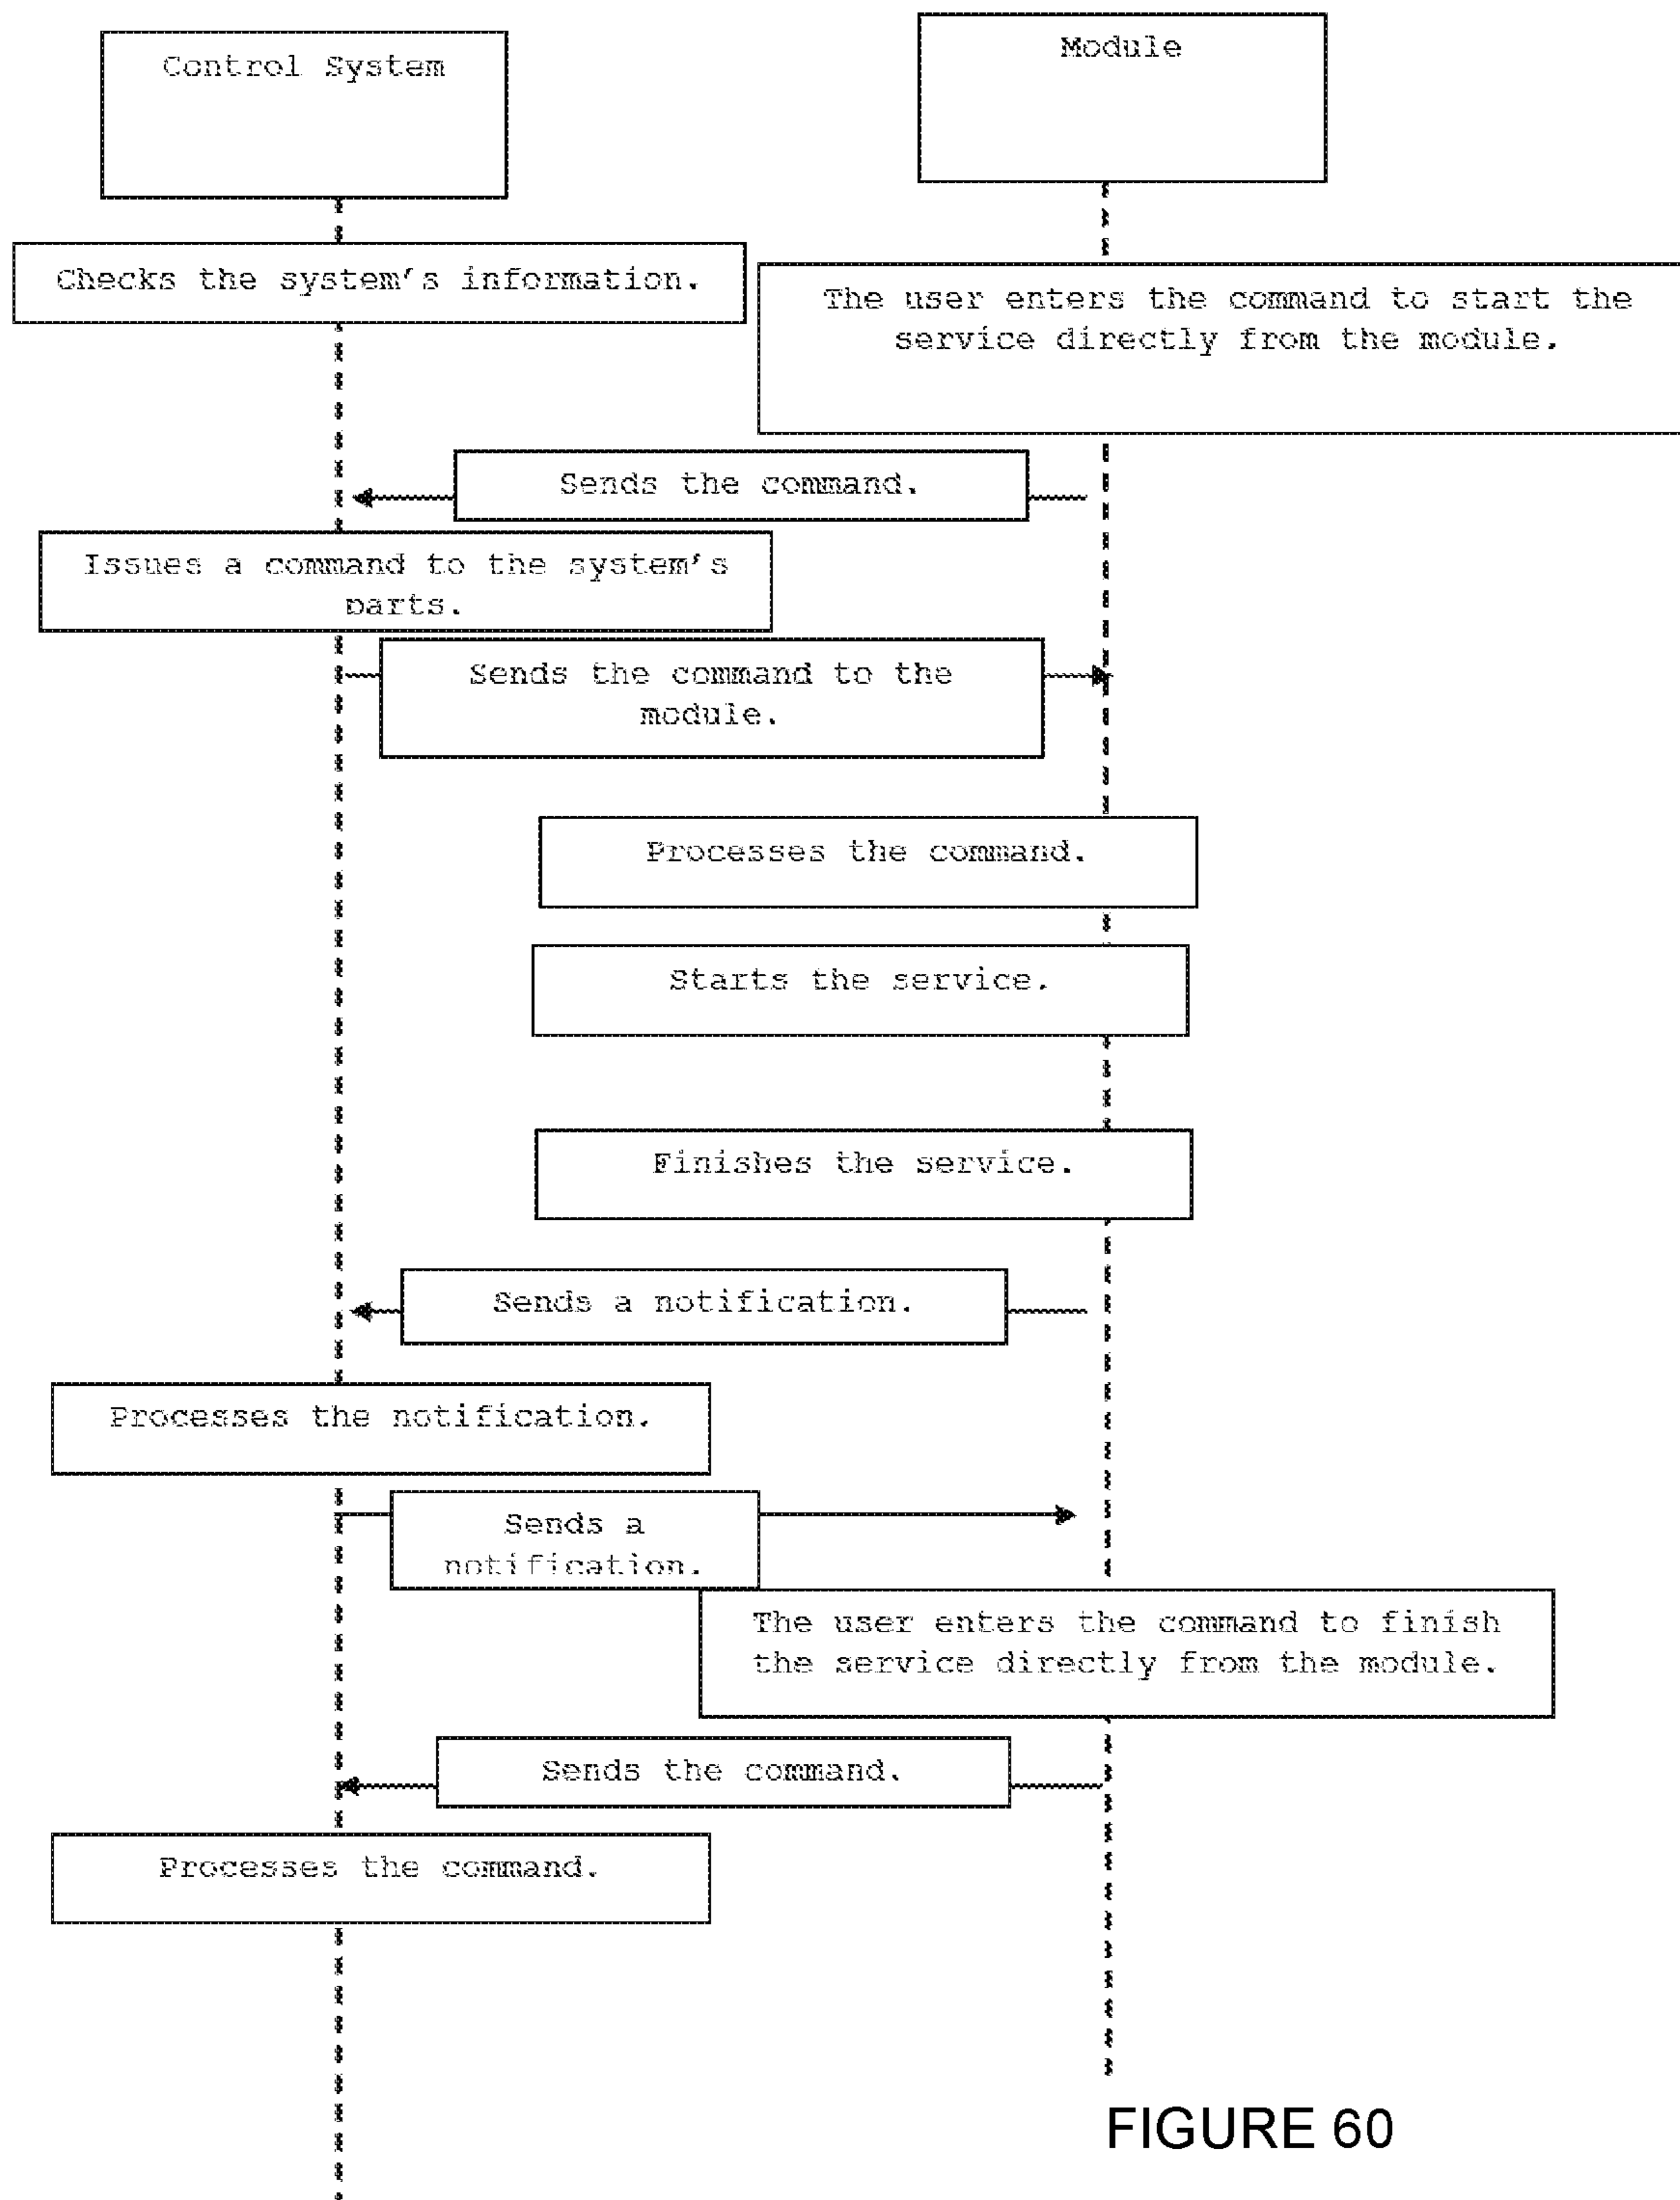 Control System
Module
Checks the system's information.
The user enters the command to start the
service directly from the module.
Sends the command.
Issues a command to the system's
parts.
Sends the command to the
module.
Processes the command.
Starts the service.
Finishes the service.
Sends a notification.
Processes the notification.
Sends a
notification.
The user enters the command to finish
the service directly from the module.
Sends the command.
Processes the command.
FIGURE 60